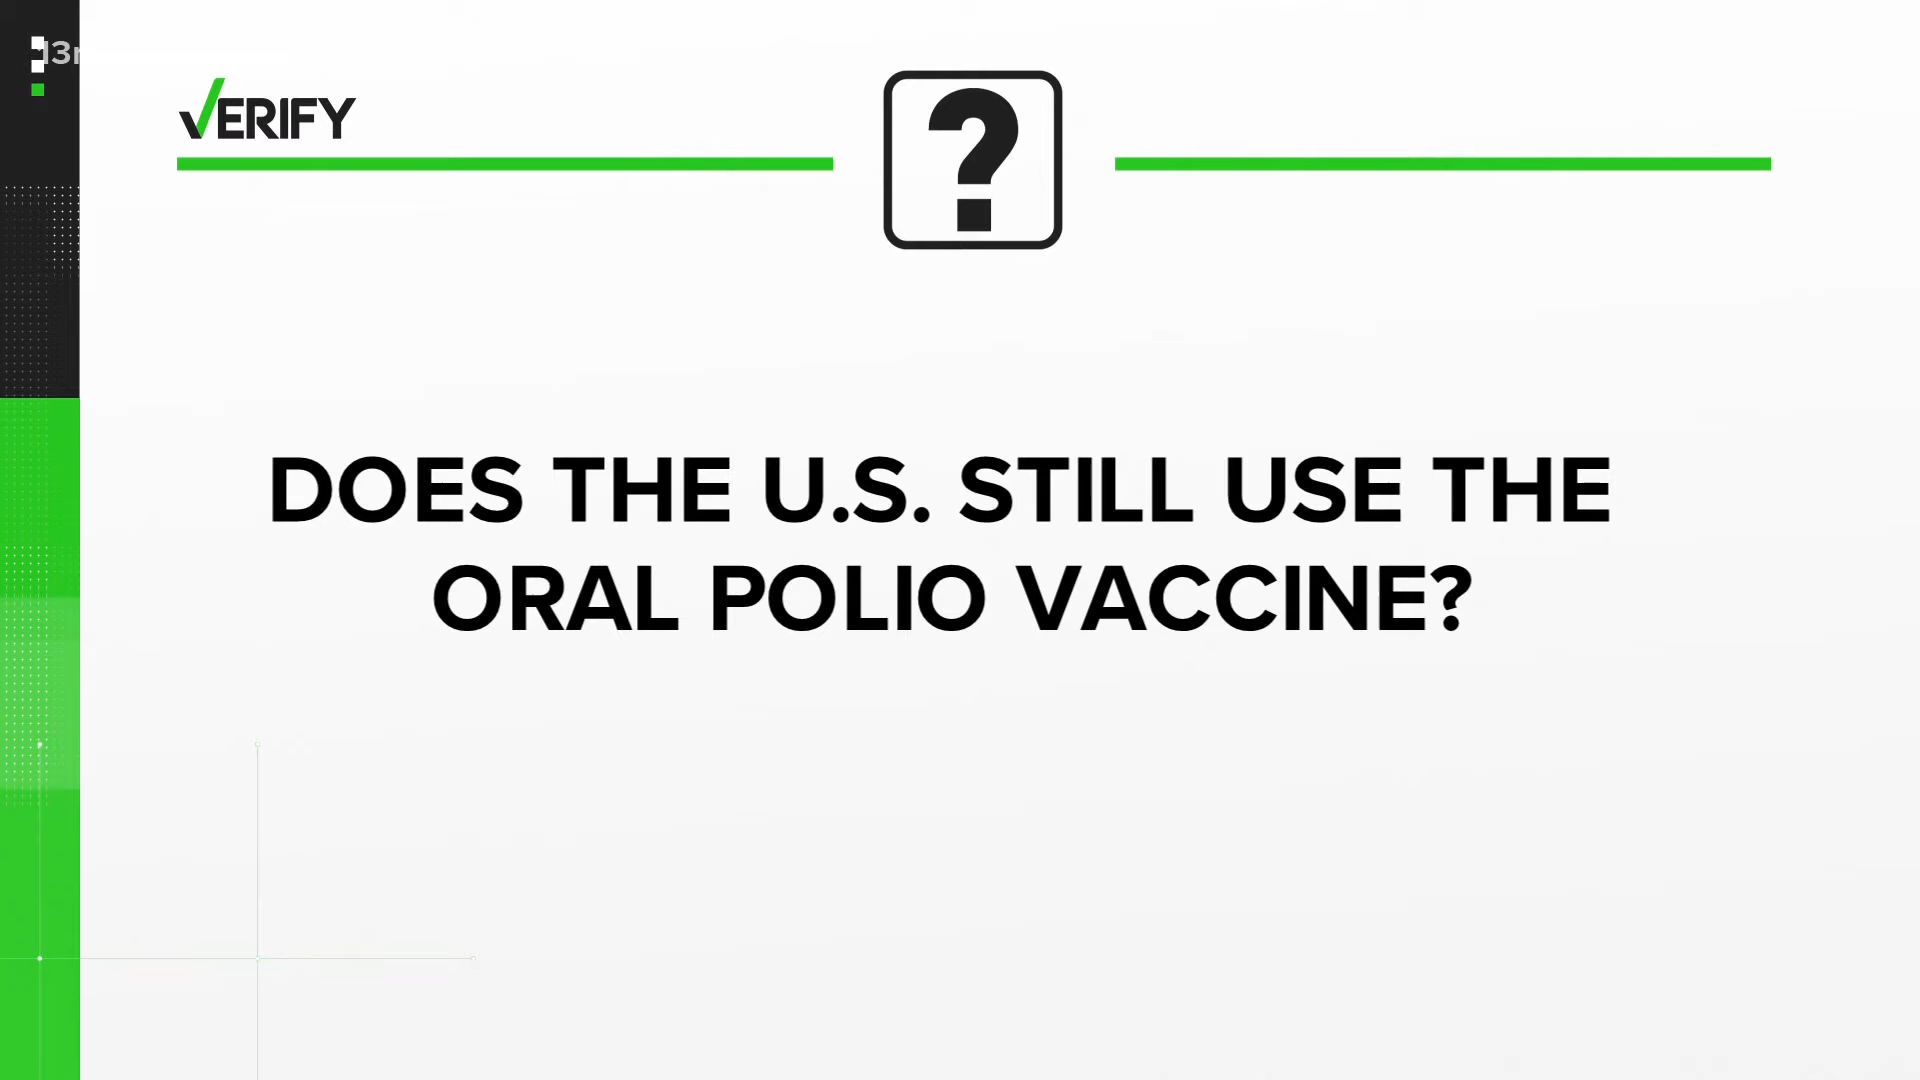 VERIFY
?
DOES THE U.S. STILL USE THE
ORAL POLIO VACCINE?